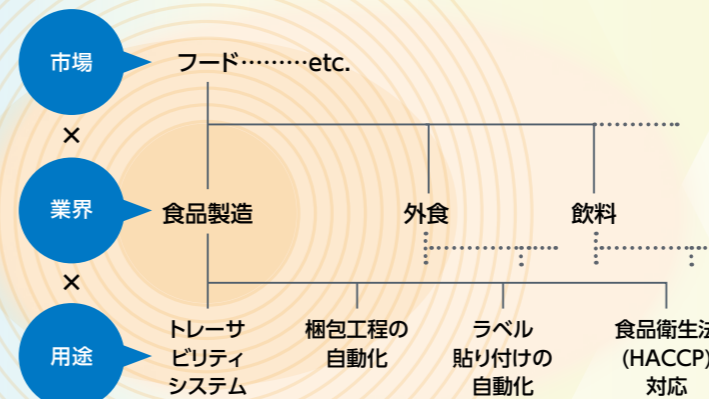 市場
フード………etc.
×
業界
食品製造
外食
飲料
×
用途
トレーサ
ビリティ
システム
梱包工程の
自動化
ラベル
貼り付けの
自動化
食品衛生法
(HACCP)
対応